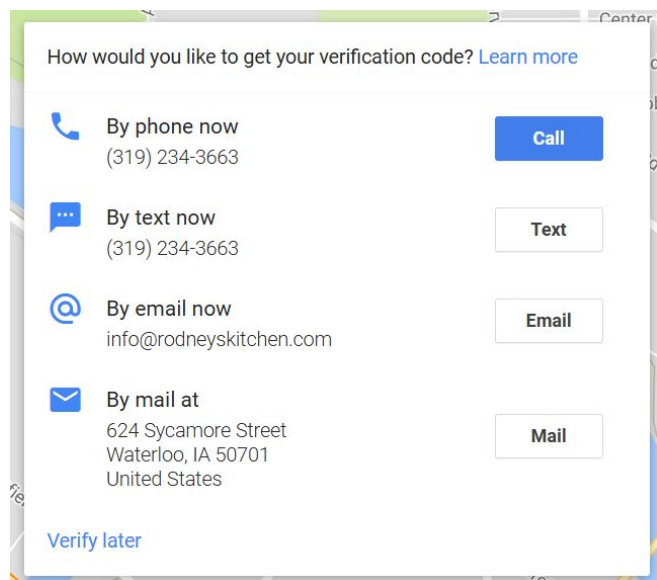 Center
How would you like to get your verification code? Learn more
By phone now
(319) 234-3663
Call
By text now
(319) 234-3663
Text
By email now
info@rodneyskitchen.com
Email
By mail at
624 Sycamore Street
Waterloo, IA 50701
United States
Mail
Verify later